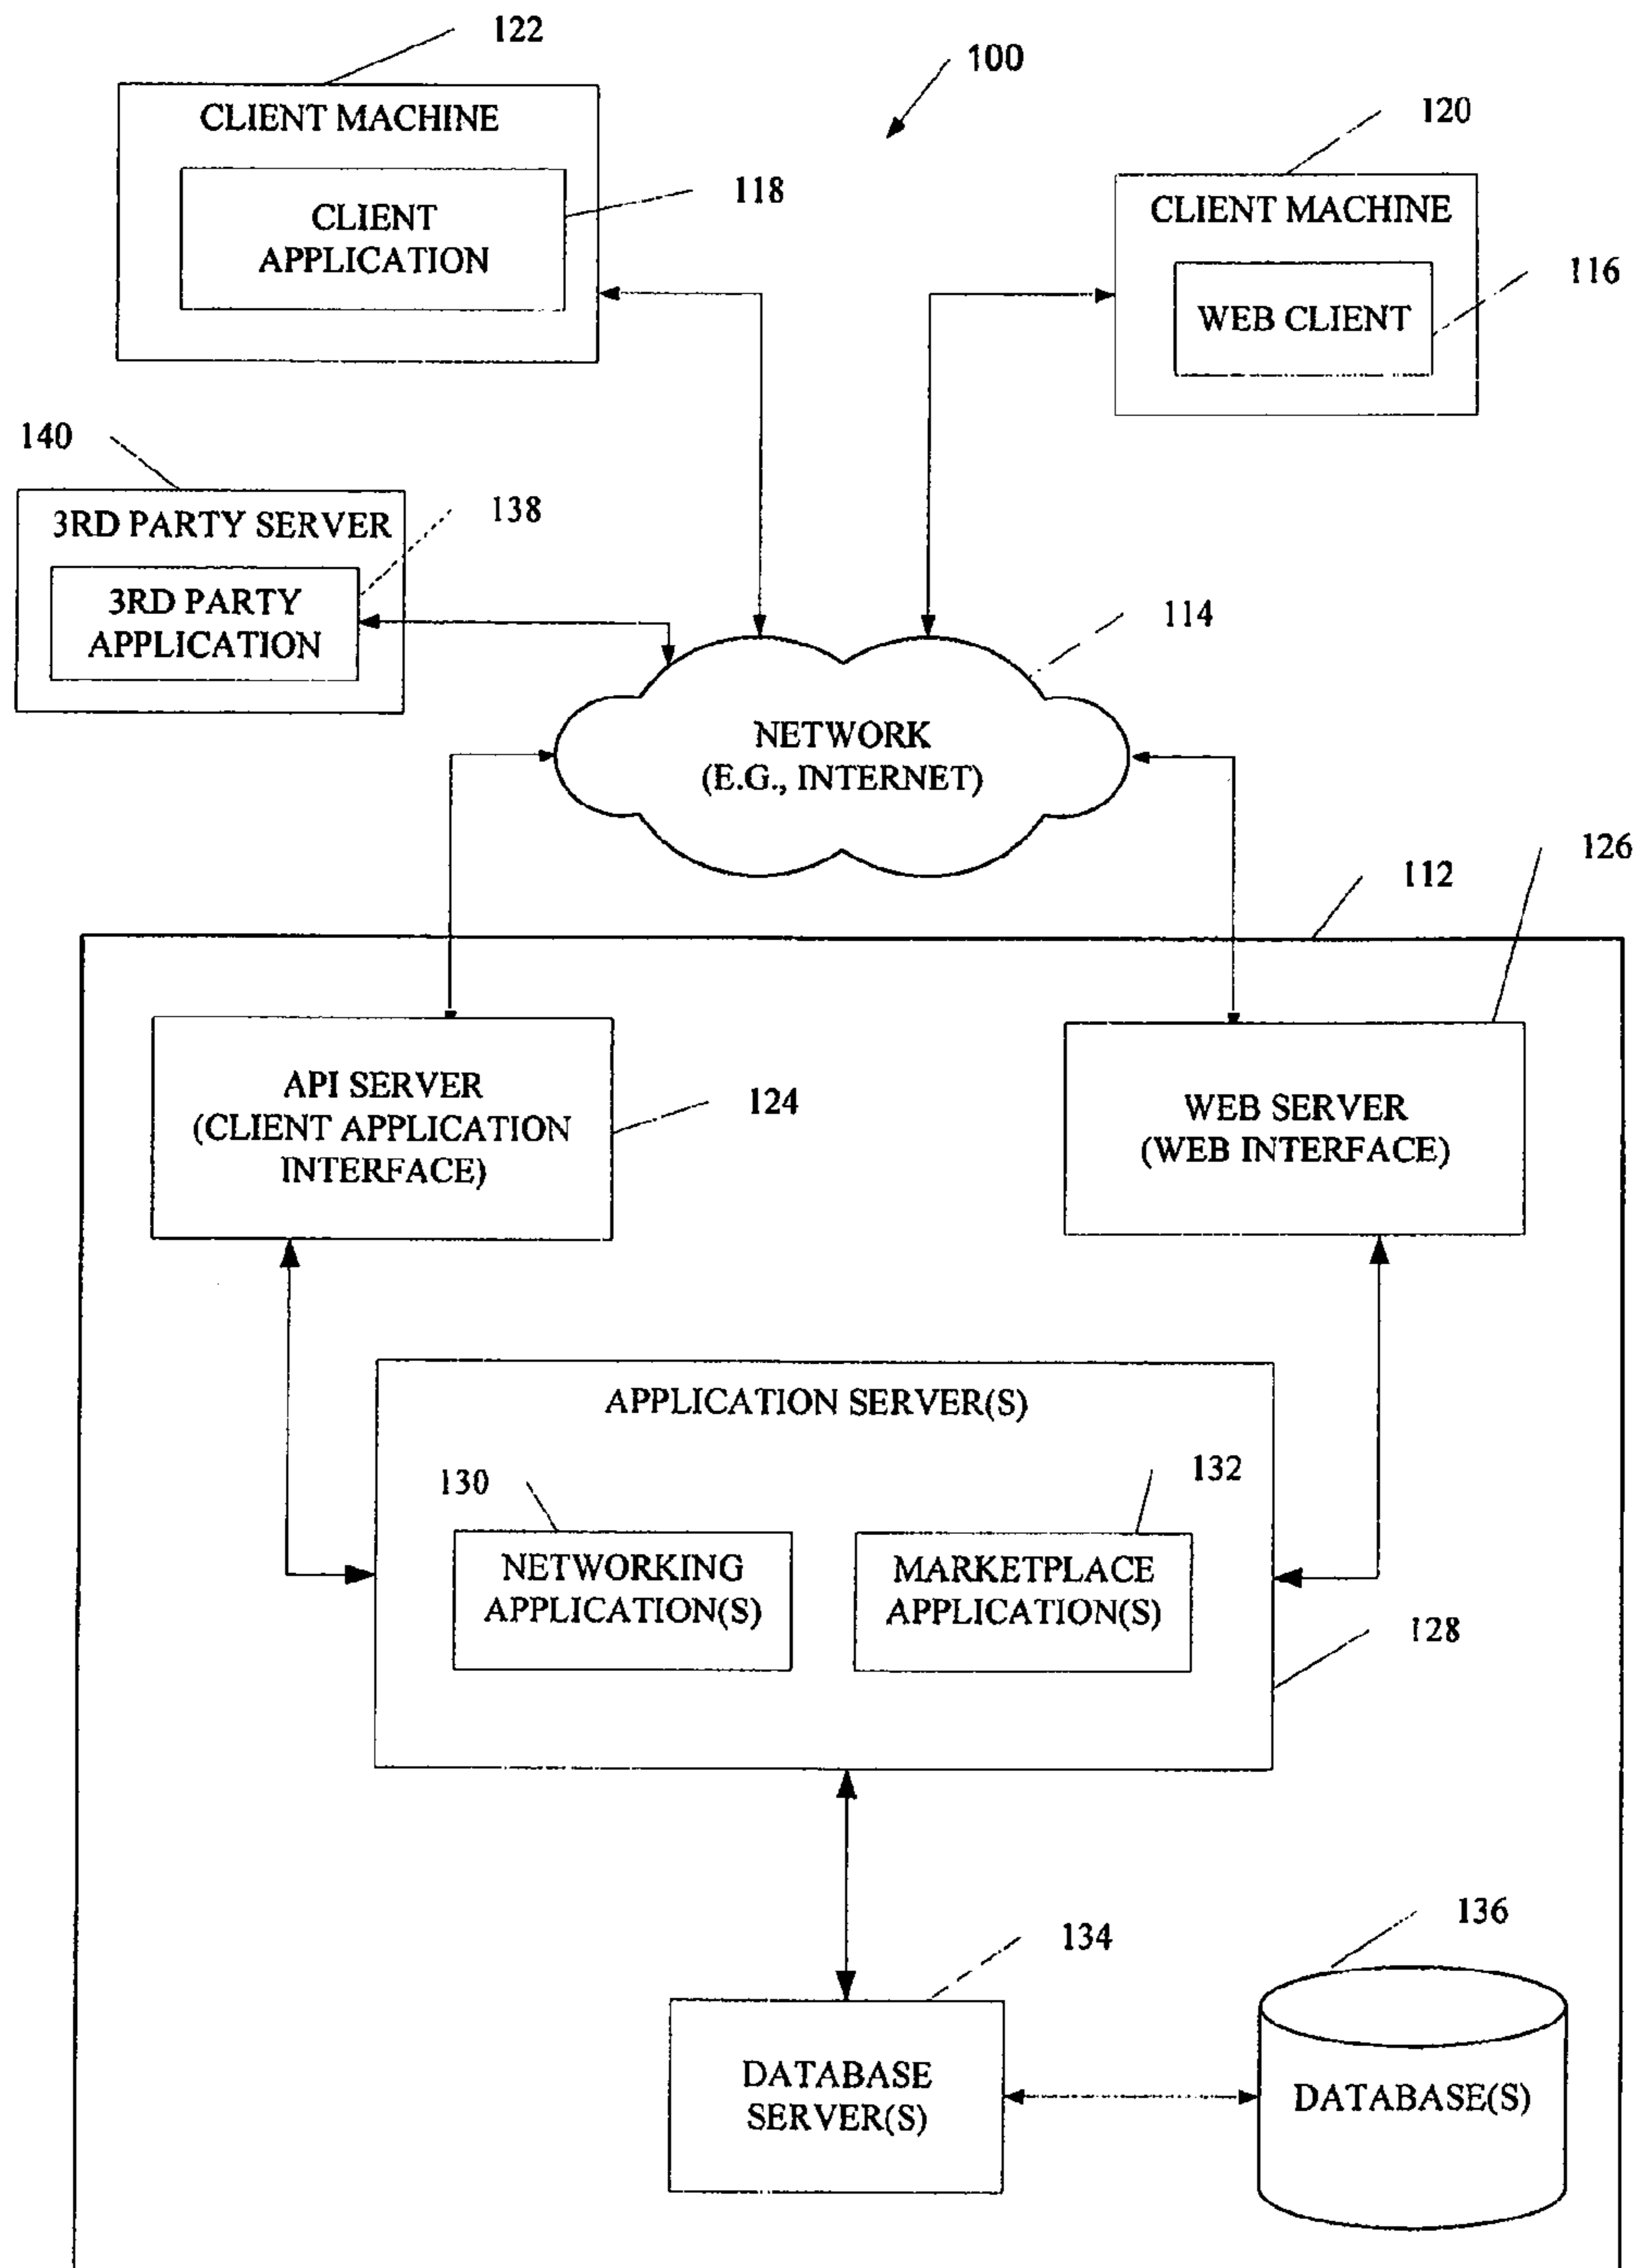 122
100
CLIENT MACHINE
120
118
CLIENT
APPLICATION
CLIENT MACHINE
116
WEB CLIENT
140
138
3RD PARTY SERVER
3RD PARTY
APPLICATION
114
NETWORK
(E.G., INTERNET)
126
112
API SERVER
(CLIENT APPLICATION
INTERFACE)
124
WEB SERVER
(WEB INTERFACE)
APPLICATION SERVER(S)
130
132
NETWORKING
APPLICATION(S)
MARKETPLACE
APPLICATION(S)
128
134
136
DATABASE
SERVER(S)
DATABASE(S)